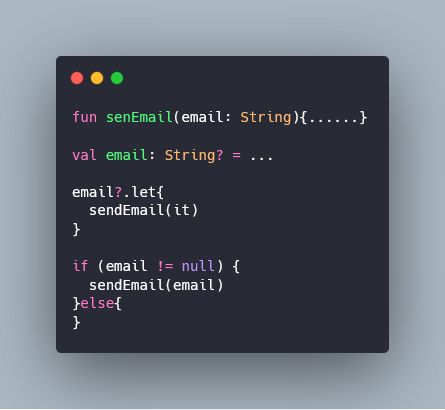 fun senEmail(email: String){......}
val email: String? = ...
email?.let{
  sendEmail(it)
}
if (email != null) {
  sendEmail(email)
}else{
}